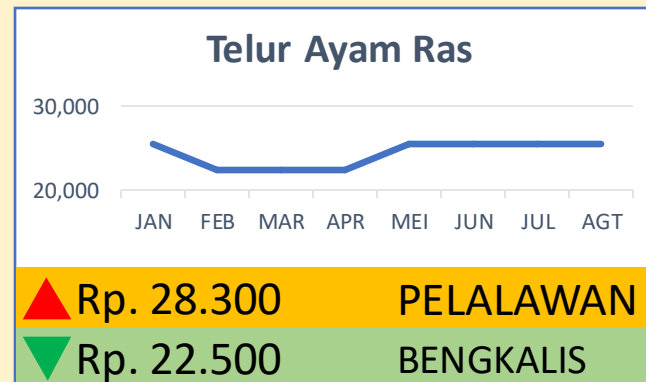 Telur Ayam Ras
30,000
20,000
JAN FEB MAR APR MEI JUN JUL AGT
Rp. 28.300 PELALAWAN
Rp. 22.500 BENGKALIS